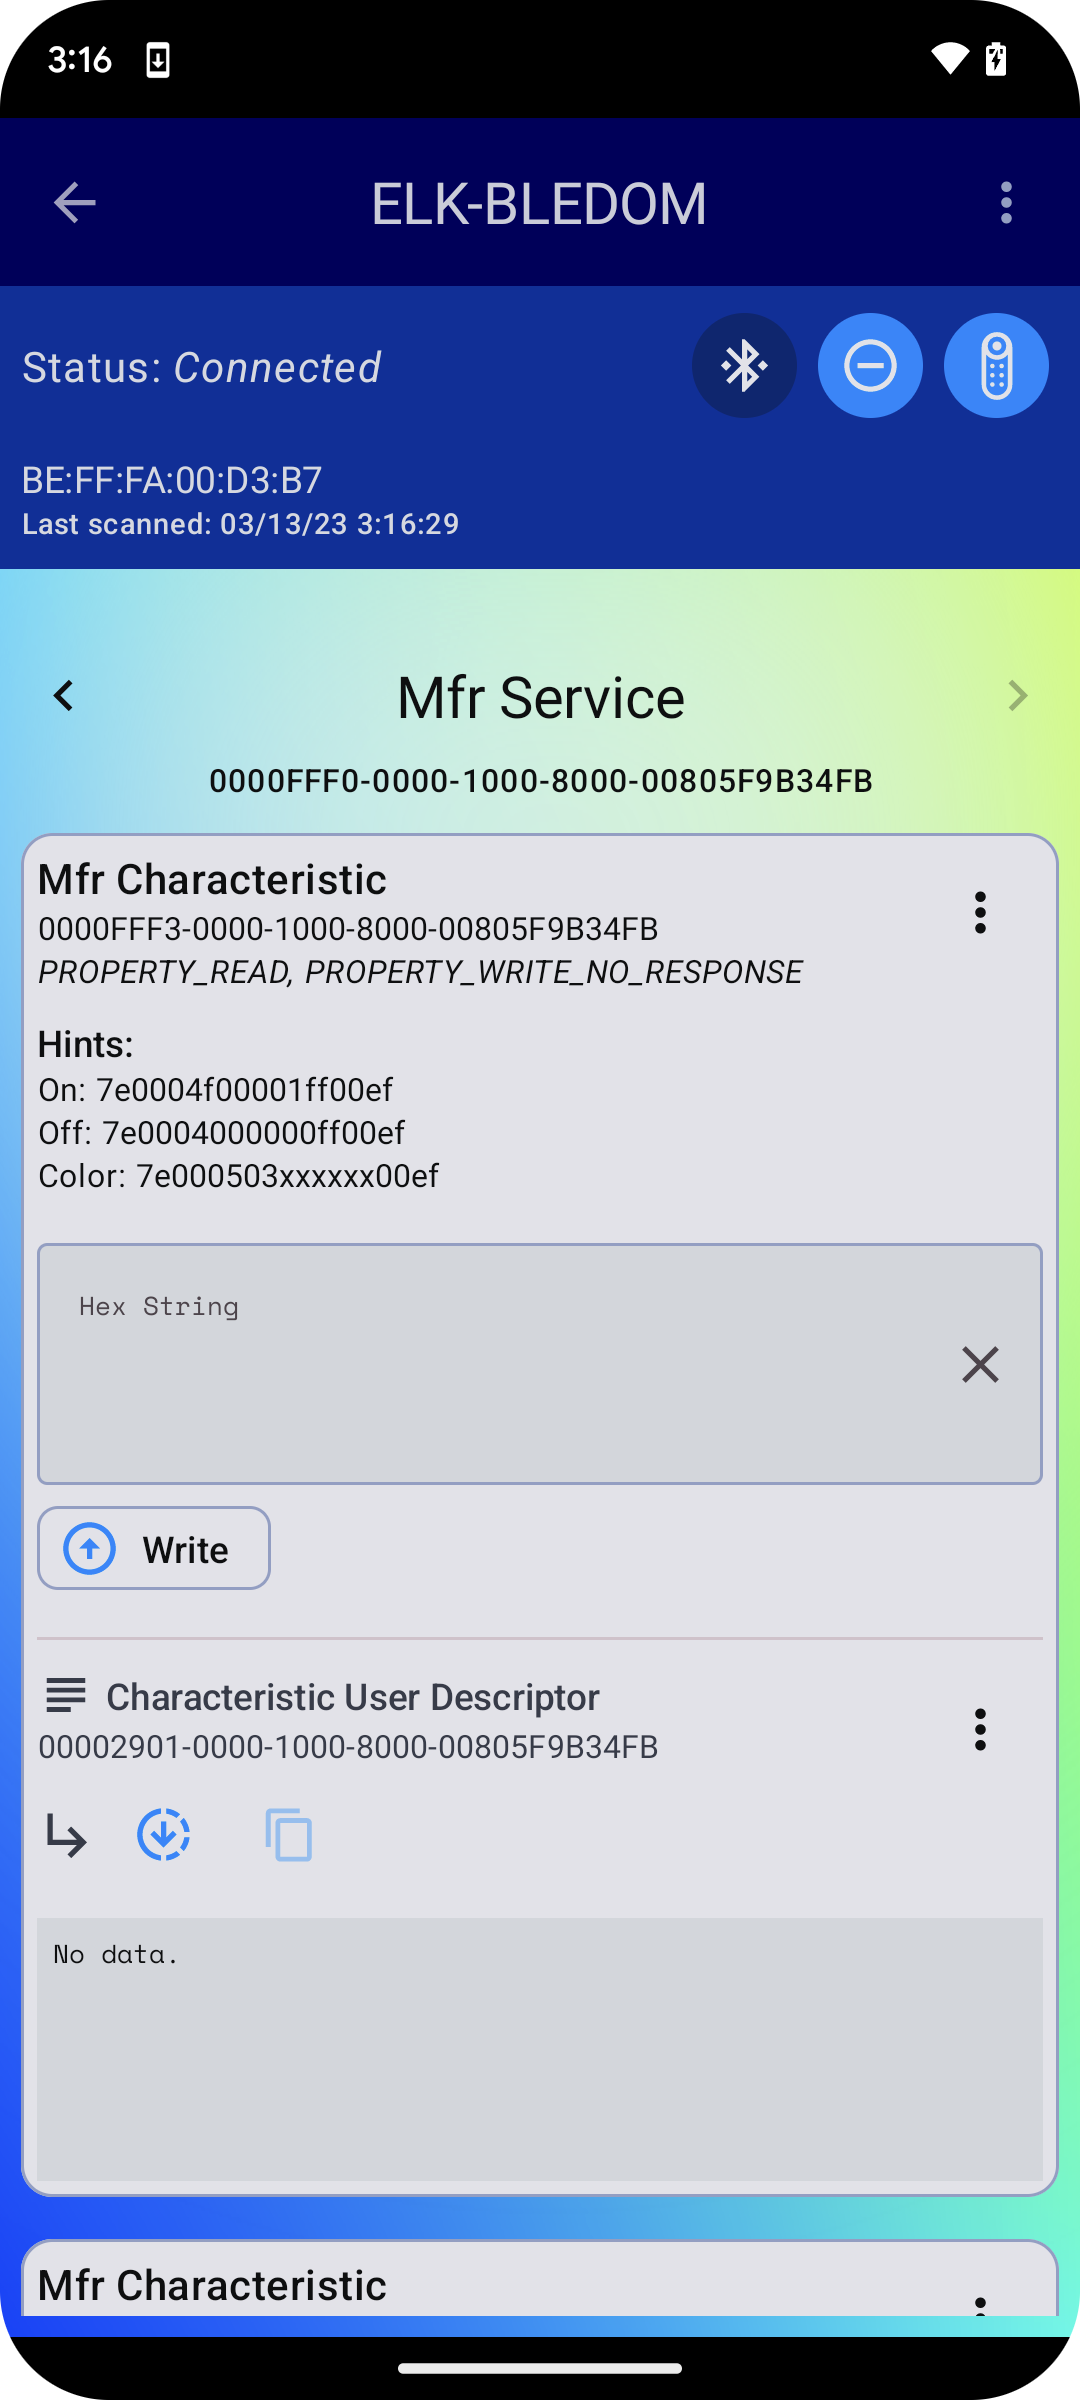 3:16
ELK-BLEDOM
Status: Connected
BE:FF:FA:00:D3:B7
Last scanned: 03/13/23 3:16:29
Mfr Service
0000FFF0-0000-1000-8000-00805F9B34FB
Mfr Characteristic
0000FFF3-0000-1000-8000-00805F9B34FB
PROPERTY_READ, PROPERTY_WRITE_NO_RESPONSE
Hints:
On: 7e0004f00001ff00ef
Off: 7e0004000000ff00ef
Color: 7e000503xxxxxx00ef
Hex String
Write
Characteristic User Descriptor
00002901-0000-1000-8000-00805F9B34FB
No data.
Mfr Characteristic